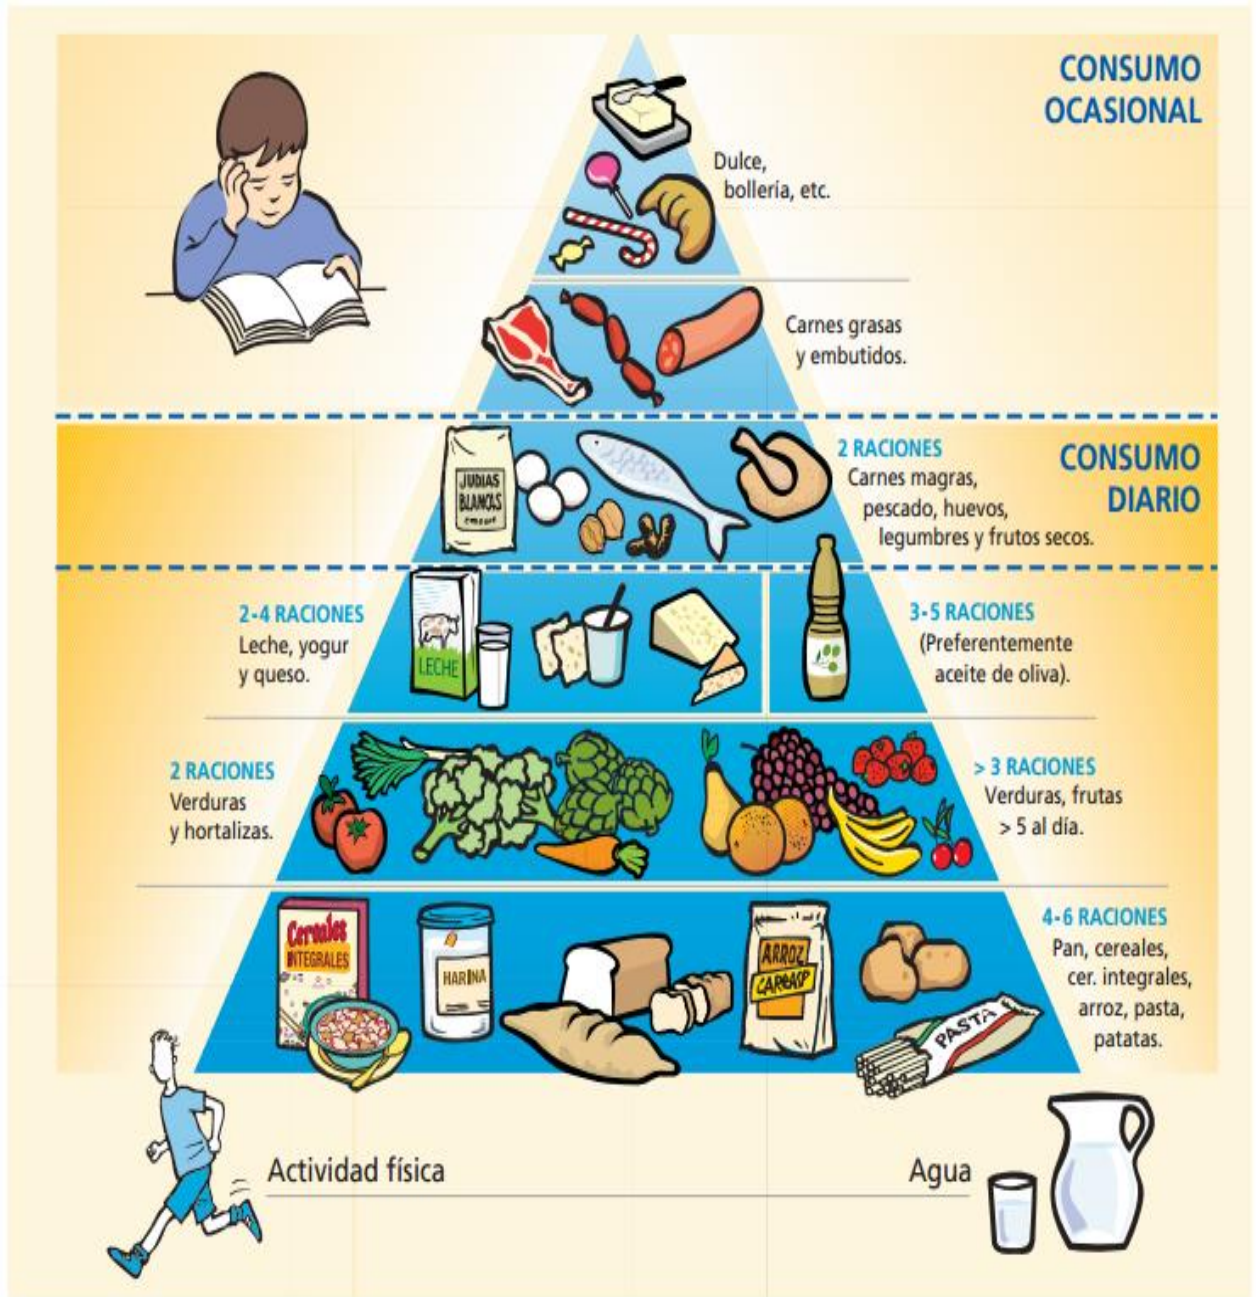 CONSUMO
OCASIONAL
Dulce,
bollería, etc.
Carnes grasas
y embutidos.
JUDIAS
BLANCAS
2 RACIONES
Carnes magras,
pescado, huevos,
legumbres y frutos secos.
CONSUMO
DIARIO
2-4 RACIONES
Leche, yogur
y queso.
LECHE
3-5 RACIONES
(Preferentemente
aceite de oliva).
2 RACIONES
Verduras
y hortalizas.
> 3 RACIONES
Verduras, frutas
> 5 al día.
Cereales
INTEGRALES
HARINA
ARROZ
PASTA
4-6 RACIONES
Pan, cereales,
cer. integrales,
arroz, pasta,
patatas.
Actividad física
Agua